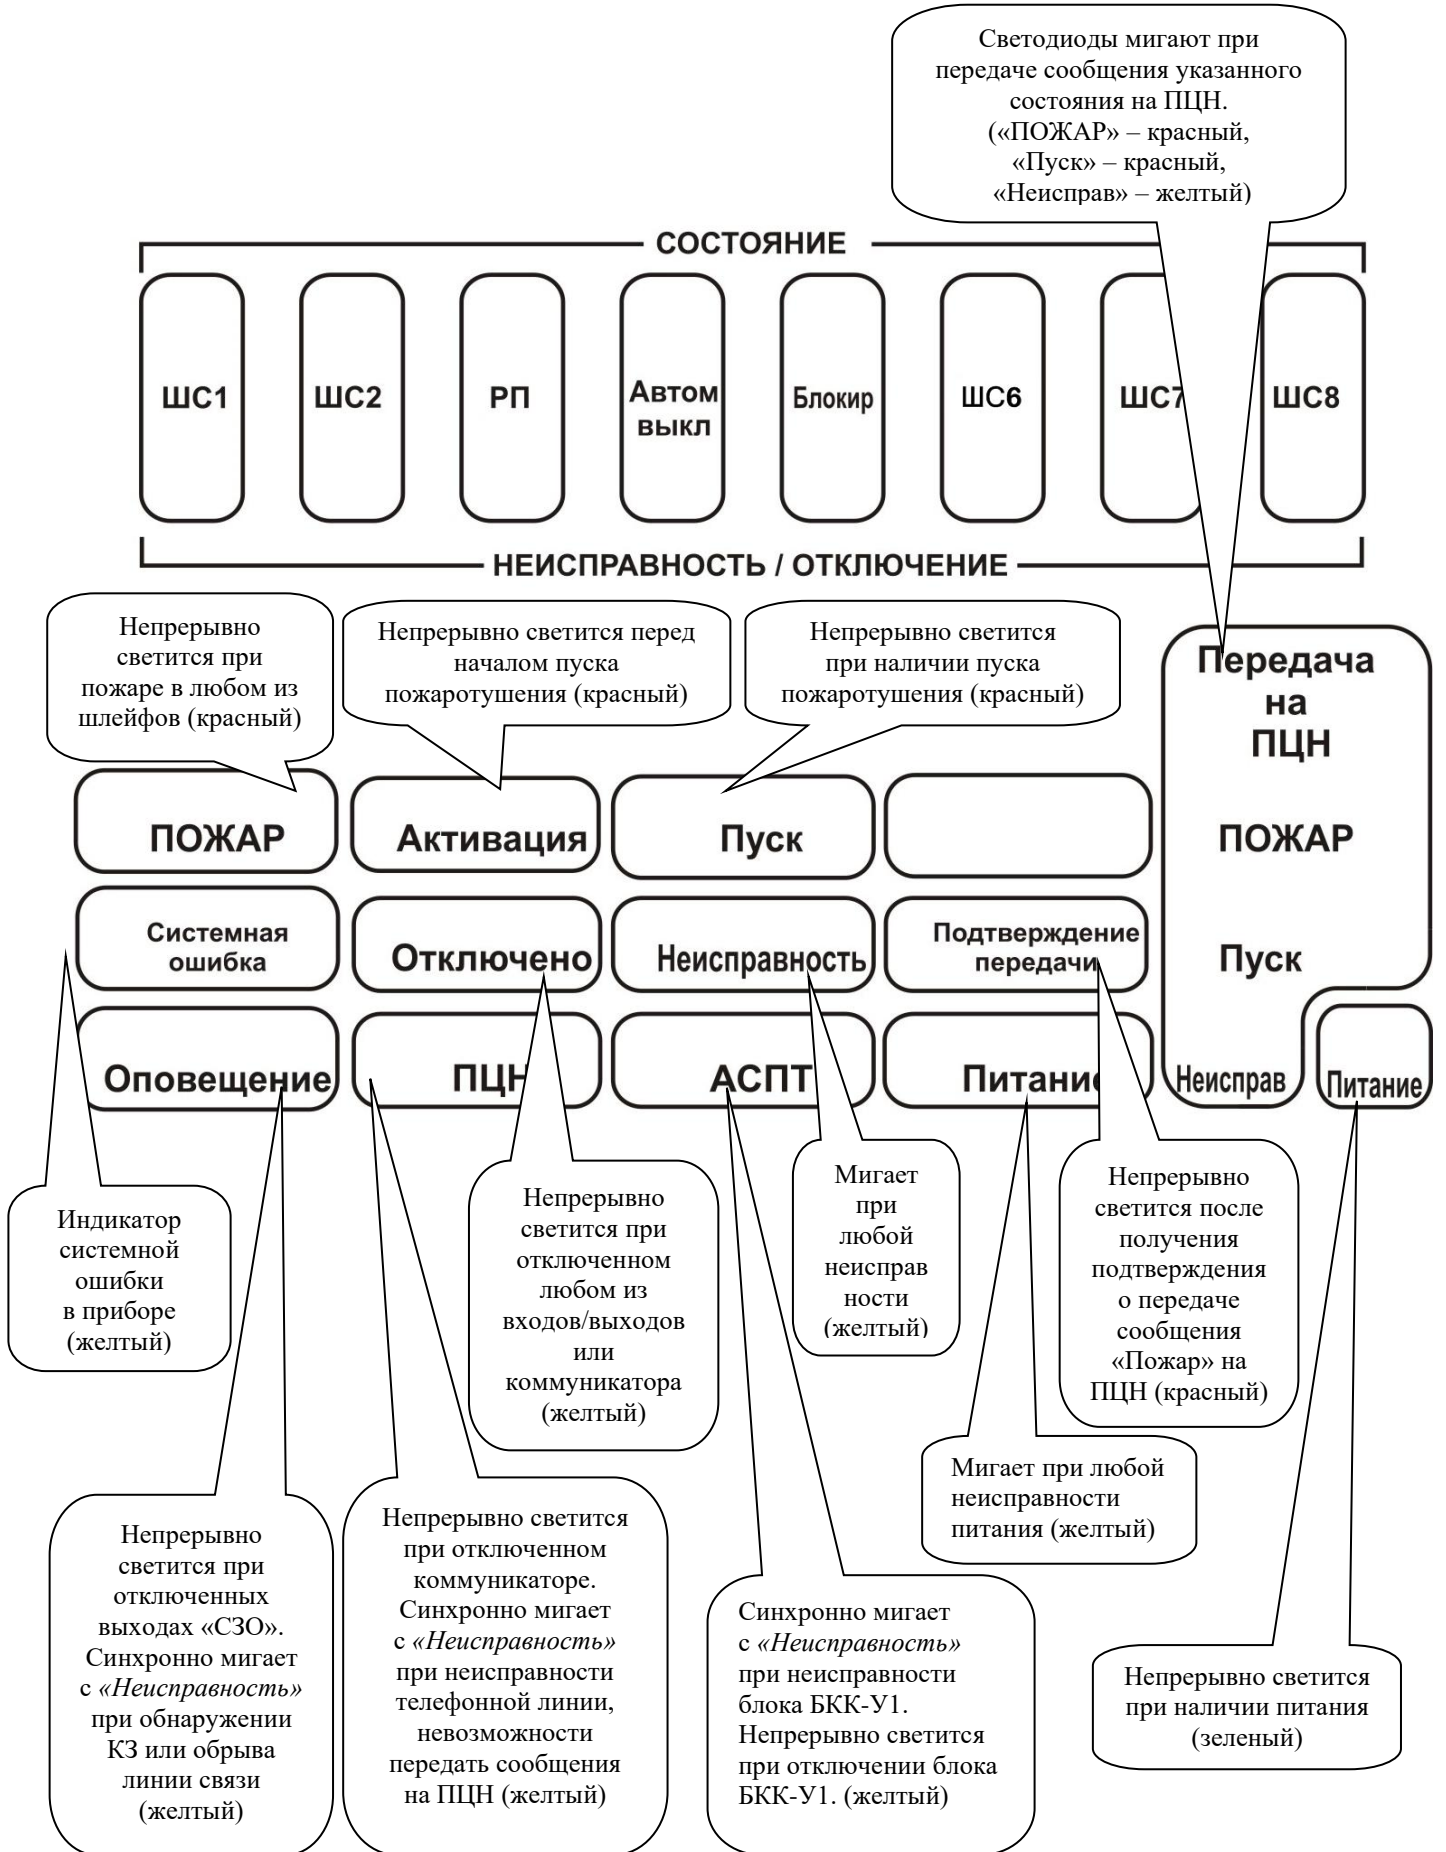 Светодиоды мигают при
передаче сообщения указанного
состояния на ПЦН.
(«ПОЖАР» – красный,
«Пуск» – красный,
«Неисправ» – желтый)
СОСТОЯНИЕ
ШС1
ШС2
РП
Автом
выкл
Блокир
ШС6
ШС7
ШС8
НЕИСПРАВНОСТЬ / ОТКЛЮЧЕНИЕ
Непрерывно
светится при
пожаре в любом из
шлейфов (красный)
Непрерывно светится перед
началом пуска
пожаротушения (красный)
Непрерывно светится
при наличии пуска
пожаротушения (красный)
Передача
на
ПЦН
ПОЖАР
Пуск
Неисправ
Питание
ПОЖАР
Активация
Пуск
Системная
ошибка
Отключено
Неисправность
Подтверждение
передачи
Оповещение
ПЦН
АСПТ
Питание
Индикатор
системной
ошибки
в приборе
(желтый)
Непрерывно
светится при
отключенном
любом из
входов/выходов
или
коммуникатора
(желтый)
Мигает
при
любой
неисправ
ности
(желтый)
Непрерывно
светится после
получения
подтверждения
о передаче
сообщения
«Пожар» на
ПЦН (красный)
Мигает при любой
неисправности
питания (желтый)
Непрерывно
светится при
отключенных
выходах «СЗО».
Синхронно мигает
с «Неисправность»
при обнаружении
КЗ или обрыва
линии связи
(желтый)
Непрерывно светится
при отключенном
коммуникаторе.
Синхронно мигает
с «Неисправность»
при неисправности
телефонной линии,
невозможности
передать сообщения
на ПЦН (желтый)
Синхронно мигает
с «Неисправность»
при неисправности
блока БКК-У1.
Непрерывно светится
при отключении блока
БКК-У1. (желтый)
Непрерывно светится
при наличии питания
(зеленый)